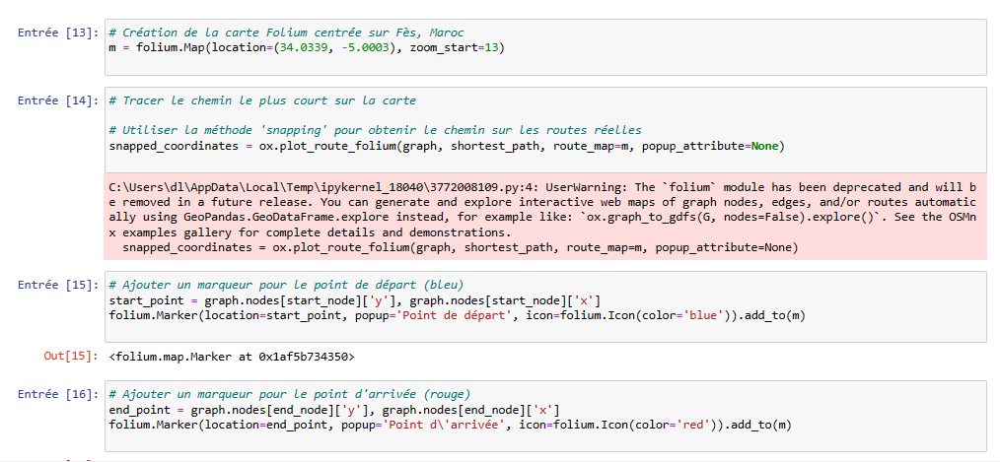 Entrée [13]: # Création de la carte Folium centrée sur Fès, Maroc
m = folium.Map(location=(34.0339, -5.0003), zoom_start=13)
Entrée [14]: # Tracer le chemin le plus court sur la carte
# Utiliser la méthode 'snapping' pour obtenir le chemin sur les routes réelles
snapped_coordinates = ox.plot_route_folium(graph, shortest_path, route_map=m, popup_attribute=None)
C:\Users\dl\AppData\Local\Temp\ipykernel_18040\3772008109.py:4: UserWarning: The `folium` module has been deprecated and will b
e removed in a future release. You can generate and explore interactive web maps of graph nodes, edges, and/or routes automatic
ally using GeoPandas.GeoDataFrame.explore instead, for example like: `ox.graph_to_gdfs(G, nodes=False).explore()`. See the OSMn
x examples gallery for complete details and demonstrations.
snapped_coordinates = ox.plot_route_folium(graph, shortest_path, route_map=m, popup_attribute=None)
Entrée [15]: # Ajouter un marqueur pour le point de départ (bleu)
start_point = graph.nodes[start_node]['y'], graph.nodes[start_node]['x']
folium.Marker(location=start_point, popup='Point de départ', icon=folium.Icon(color='blue')).add_to(m)
Out[15]: <folium.map.Marker at 0x1af5b734350>
Entrée [16]: # Ajouter un marqueur pour le point d'arrivée (rouge)
end_point = graph.nodes[end_node]['y'], graph.nodes[end_node]['x']
folium.Marker(location=end_point, popup='Point d\'arrivée', icon=folium.Icon(color='red')).add_to(m)